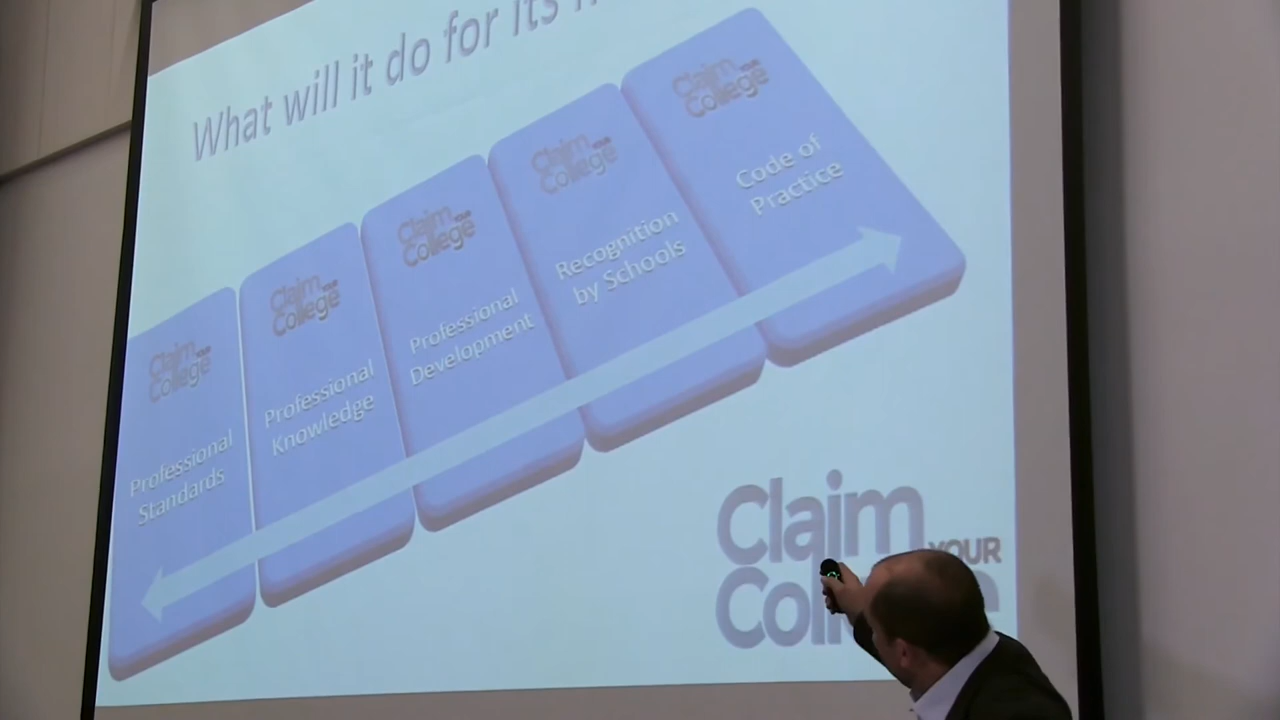 What will it do for its
Claim YOUR
College
Professional
Standards
Claim YOUR
College
Professional
Knowledge
Claim YOUR
College
Professional
Development
Claim YOUR
College
Recognition
by Schools
Claim YOUR
College
Code of
Practice
Claim YOUR